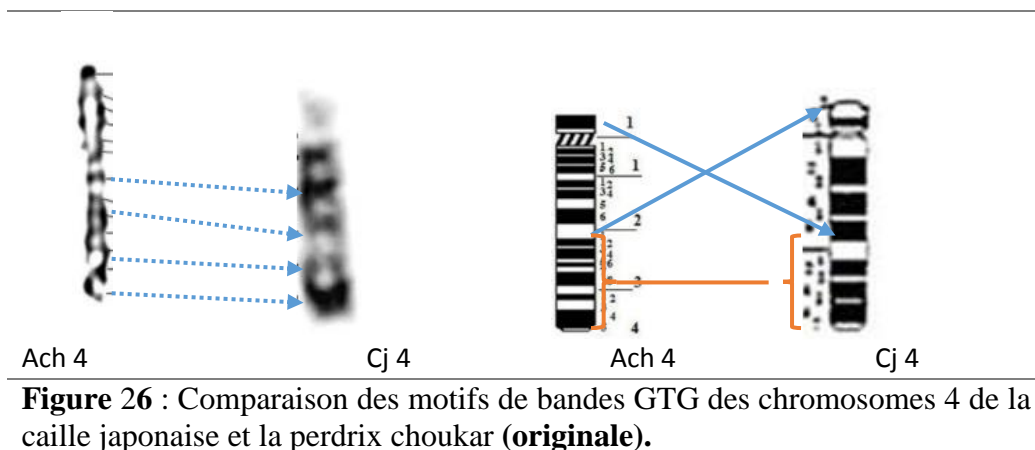 1
1
2
3
4
Ach 4 Cj 4 Ach 4 Cj 4
Figure 26 : Comparaison des motifs de bandes GTG des chromosomes 4 de la
caille japonaise et la perdrix choukar (originale).